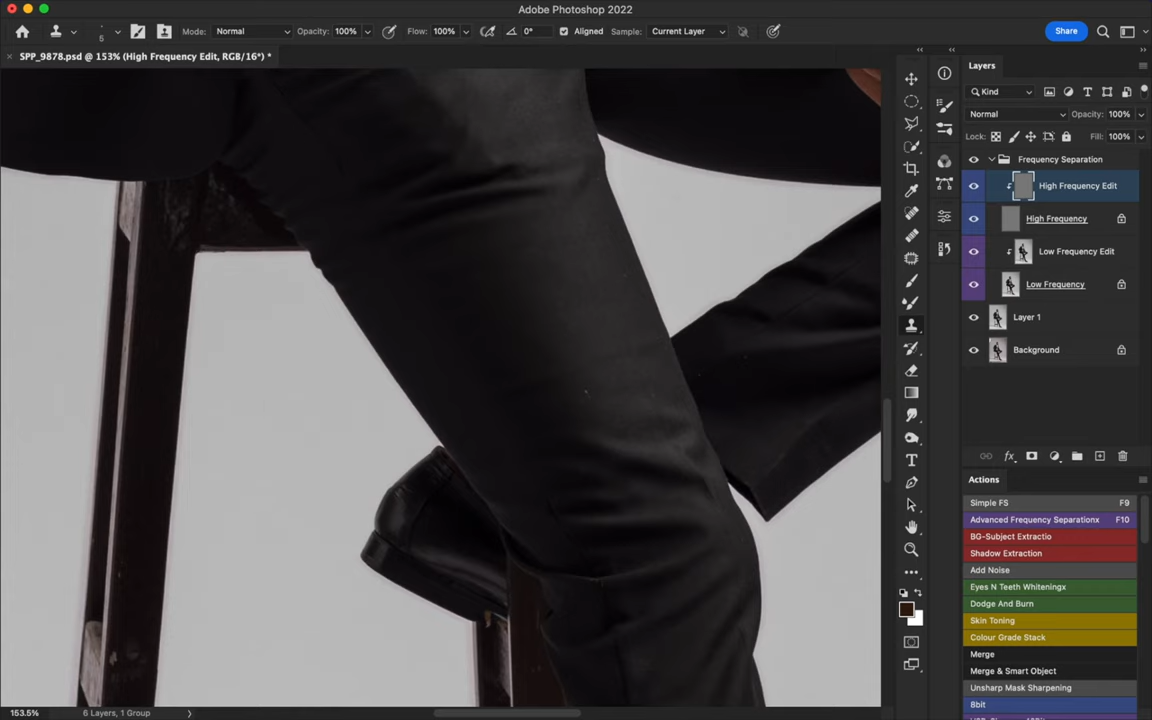 Adobe Photoshop 2022
5
Mode: Normal
Opacity: 100%
Flow: 100%
0°
Aligned
Sample: Current Layer
Share
SPP_9878.psd @ 153% (High Frequency Edit, RGB/16*) *
Layers
Kind
Normal
Opacity: 100%
Lock:
Fill: 100%
Frequency Separation
High Frequency Edit
High Frequency
Low Frequency Edit
Low Frequency
Layer 1
Background
fx
Actions
Simple FS F9
Advanced Frequency Separationx F10
BG-Subject Extractio
Shadow Extraction
Add Noise
Eyes N Teeth Whiteningx
Dodge And Burn
Skin Toning
Colour Grade Stack
Merge
Merge & Smart Object
Unsharp Mask Sharpening
8bit
153.5%
6 Layers, 1 Group